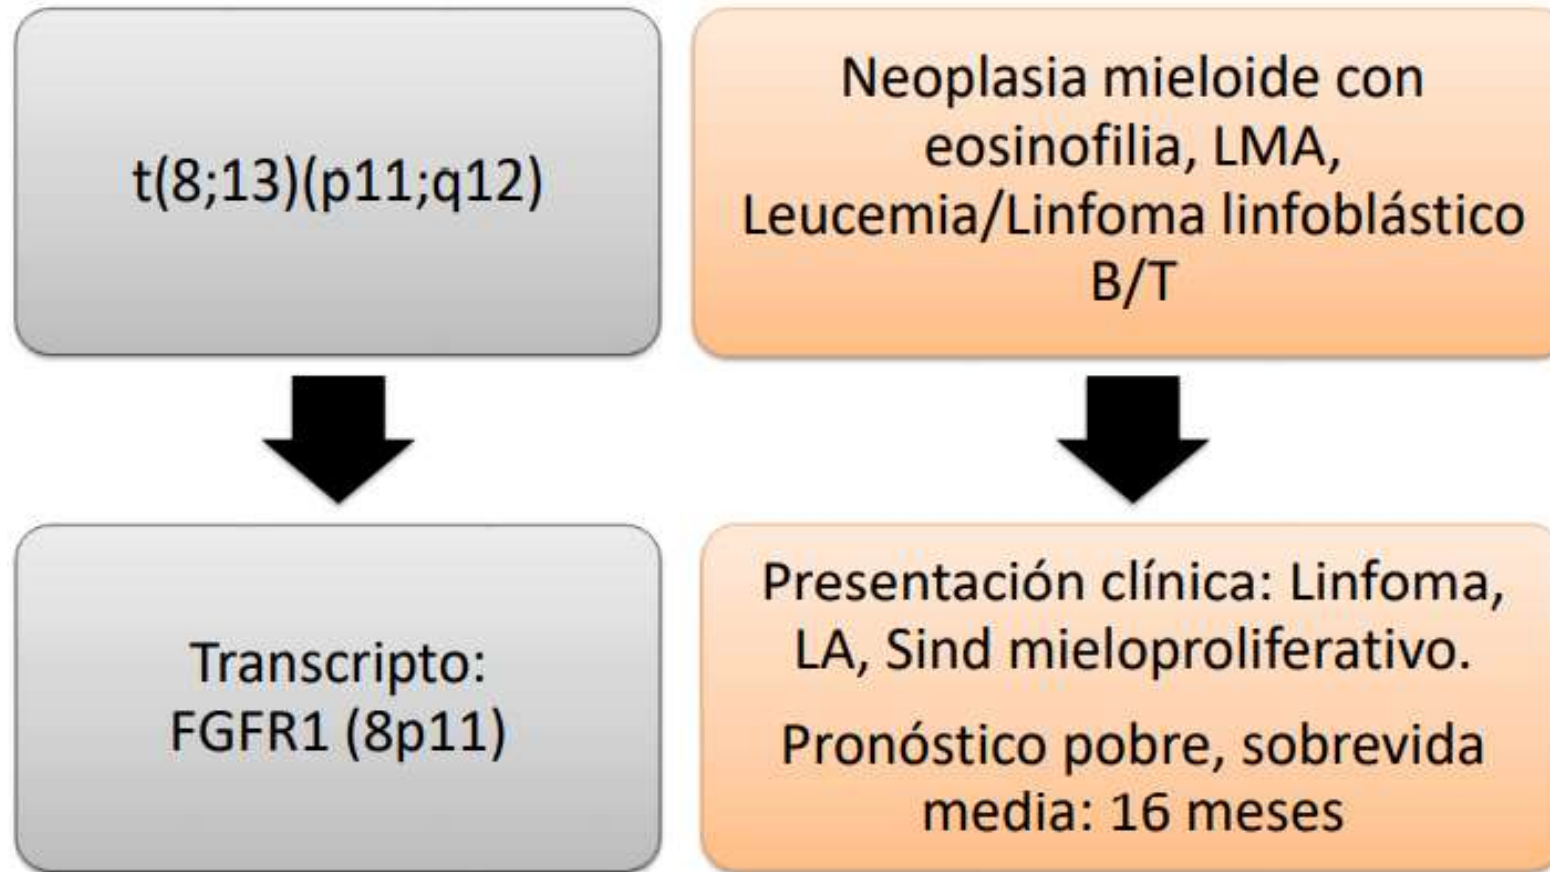 t(8;13)(p11;q12)
Neoplasia mieloide con
eosinofilia, LMA,
Leucemia/Linfoma linfoblástico
B/T
Transcripto:
FGFR1 (8p11)
Presentación clínica: Linfoma,
LA, Sind mieloproliferativo.
Pronóstico pobre, sobrevida
media: 16 meses